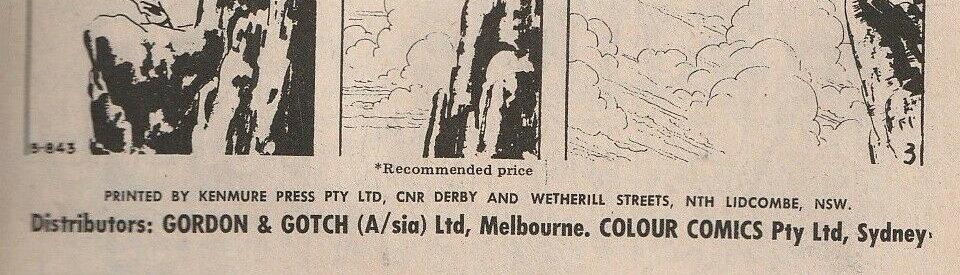 5-843
3
*Recommended price
PRINTED BY KENMURE PRESS PTY LTD, CNR DERBY AND WETHERILL STREETS, NTH LIDCOMBE, NSW.
Distributors: GORDON & GOTCH (A/sia) Ltd, Melbourne. COLOUR COMICS Pty Ltd, Sydney.